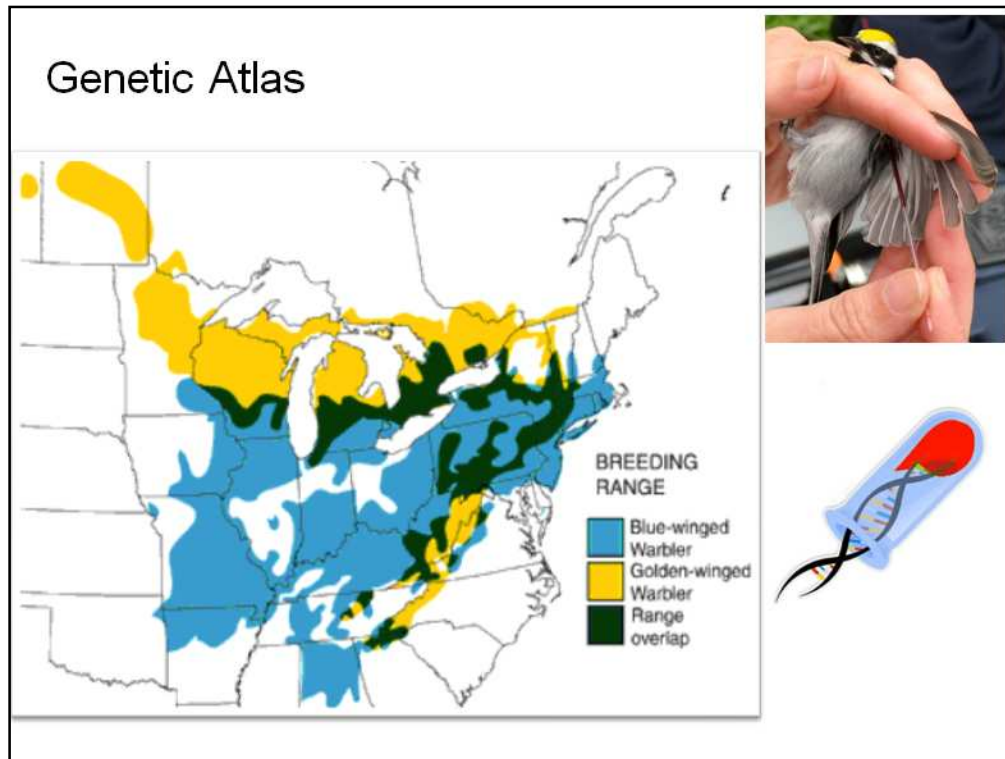 Genetic Atlas
BREEDING
RANGE
Blue-winged
Warbler
Golden-winged
Warbler
Range
overlap